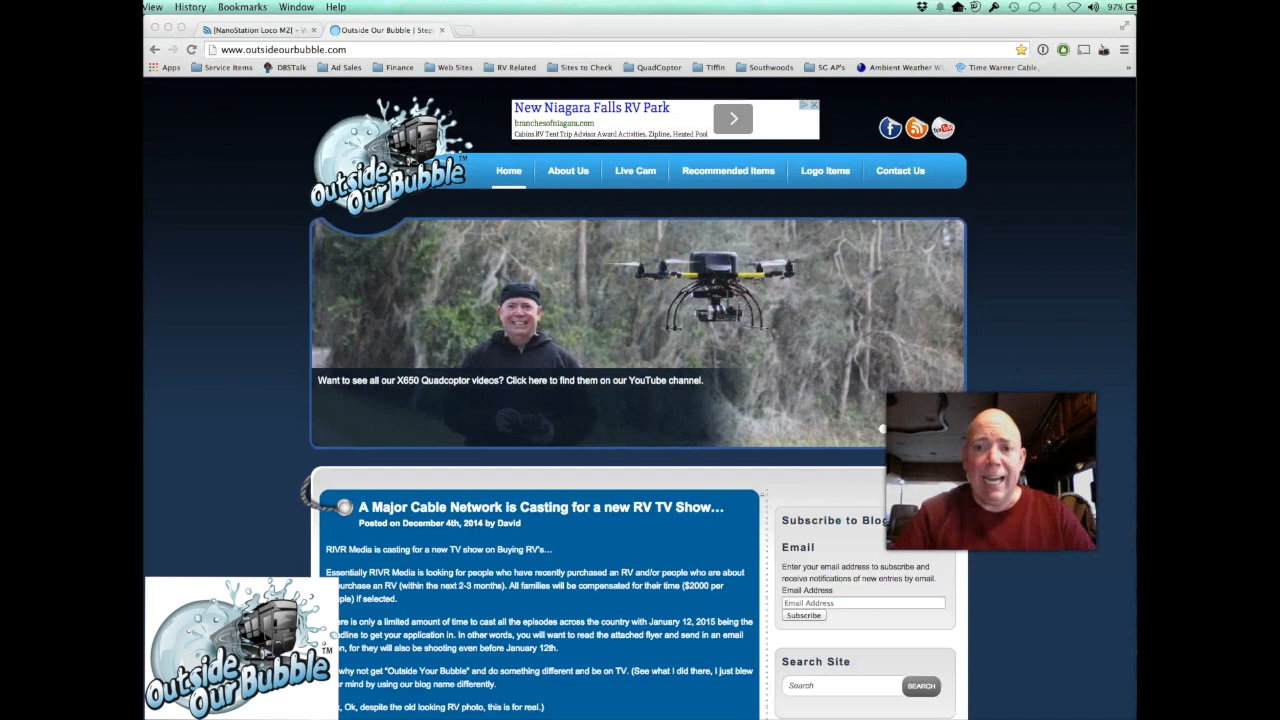 View History Bookmarks Window Help 97%
[NanoStation Loco M2] - Outside Our Bubble | Step
www.outsideourbubble.com
Apps Service Items DBSTalk Ad Sales Finance Web Sites RV Related Sites to Check QuadCoptor Tiffin Southwoods SG AP's Ambient Weather Time Warner Cable. »
New Niagara Falls RV Park
branchesofniagara.com
Cabins RV Tent Trip Advisor Award Activities, Zipline, Heated Pool
You Tube
Outside
Our Bubble™
Home About Us Live Cam Recommended Items Logo Items Contact Us
Want to see all our X650 Quadcoptor videos? Click here to find them on our YouTube channel.
A Major Cable Network is Casting for a new RV TV Show…
Posted on December 4th, 2014 by David
RIVR Media is casting for a new TV show on Buying RV's…
Essentially RIVR Media is looking for people who have recently purchased an RV and/or people who are about
purchase an RV (within the next 2-3 months). All families will be compensated for their time ($2000 per
if selected.
is only a limited amount of time to cast all the episodes across the country with January 12, 2015 being the
to get your application in. In other words, you will want to read the attached flyer and send in an email
for they will also be shooting even before January 12th.
why not get "Outside Your Bubble" and do something different and be on TV. (See what I did there, I just blew
mind by using our blog name differently.
Ok, despite the old looking RV photo, this is for real.)
Subscribe to Blog
Email
Enter your email address to subscribe and
receive notifications of new entries by email.
Email Address
Email Address
Subscribe
Search Site
Search SEARCH
Outside
Our Bubble™